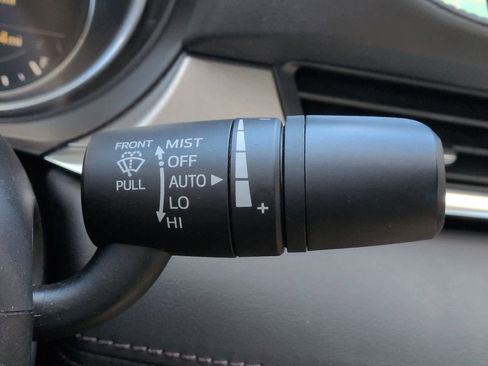 FRONT MIST
OFF
PULL AUTO
LO
HI
-
+